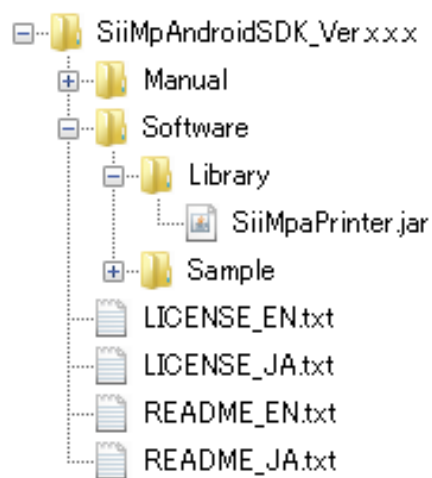 SiiMpAndroidSDK_Ver.x.x.x
Manual
Software
Library
SiiMpaPrinter.jar
Sample
LICENSE_EN.txt
LICENSE_JA.txt
README_EN.txt
README_JA.txt